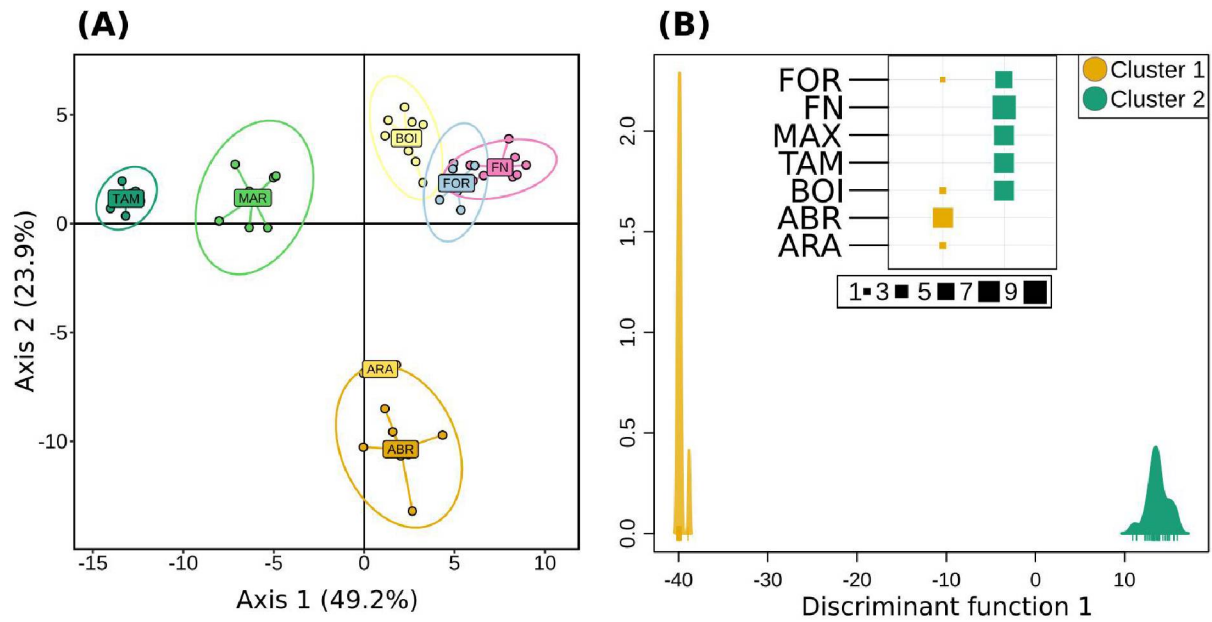 (A)
Axis 2 (23.9%)
5
0
-5
-10
TAM
MAR
BOI
FOR
FN
ARA
ABR
-15 -10 -5 0 5 10
Axis 1 (49.2%)
(B)
2.0
1.5
1.0
0.5
0.0
FOR
FN
MAX
TAM
BOI
ABR
ARA
1 3 5 7 9
Cluster 1
Cluster 2
-40 -30 -20 -10 0 10
Discriminant function 1